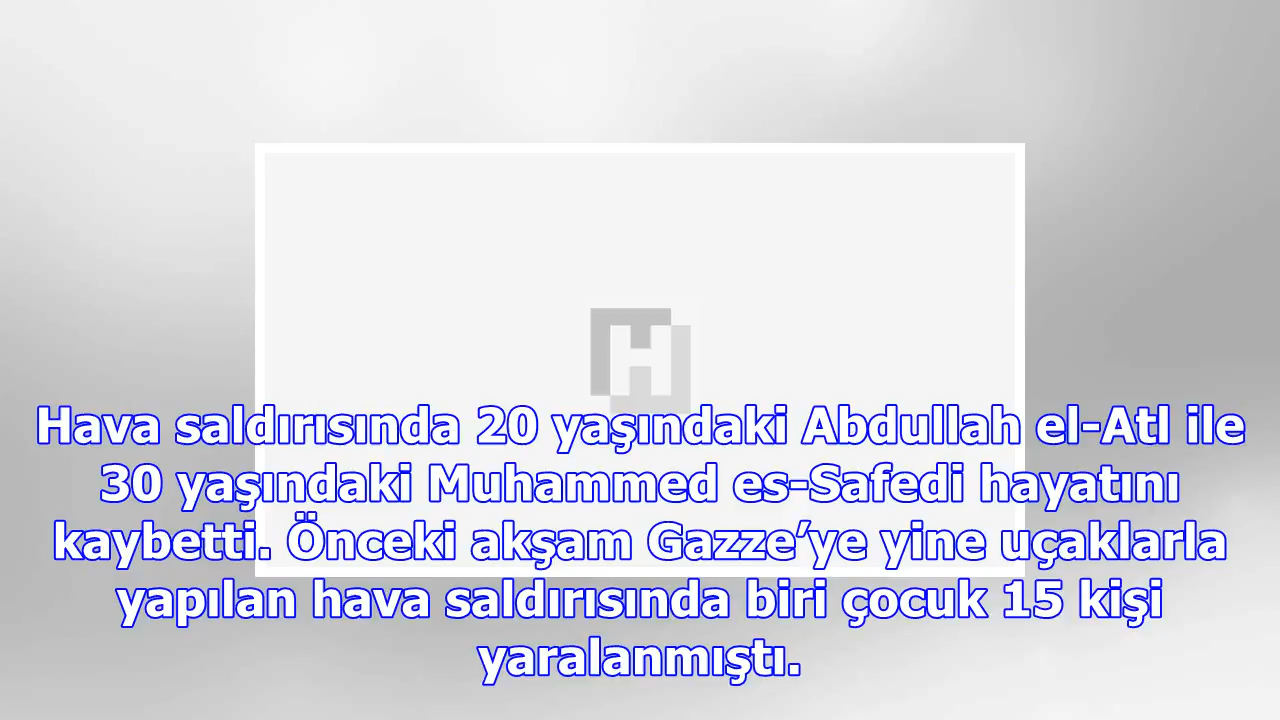 H
Hava saldırısında 20 yaşındaki Abdullah el-Atl ile
30 yaşındaki Muhammed es-Safedi hayatını
kaybetti. Önceki akşam Gazze’ye yine uçaklarla
yapılan hava saldırısında biri çocuk 15 kişi
yaralanmıştı.